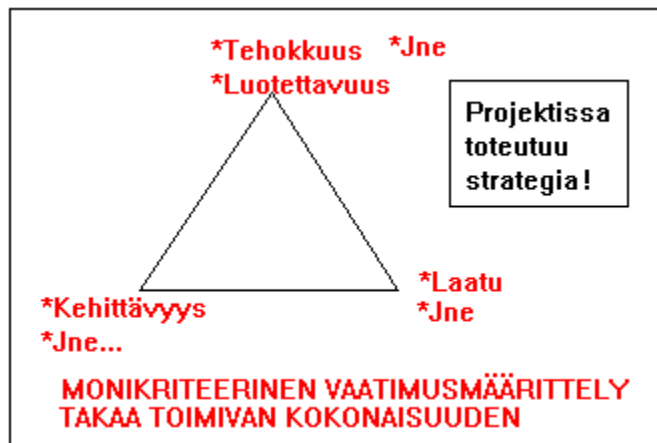 *Tehokkuus *Jne
*Luotettavuus
Projektissa
toteutuu
strategia!
*Laatu
*Jne
*Kehittävyys
*Jne...
MONIKRITEERINEN VAATIMUSMÄÄRITTELY
TAKAA TOIMIVAN KOKONAISUUDEN